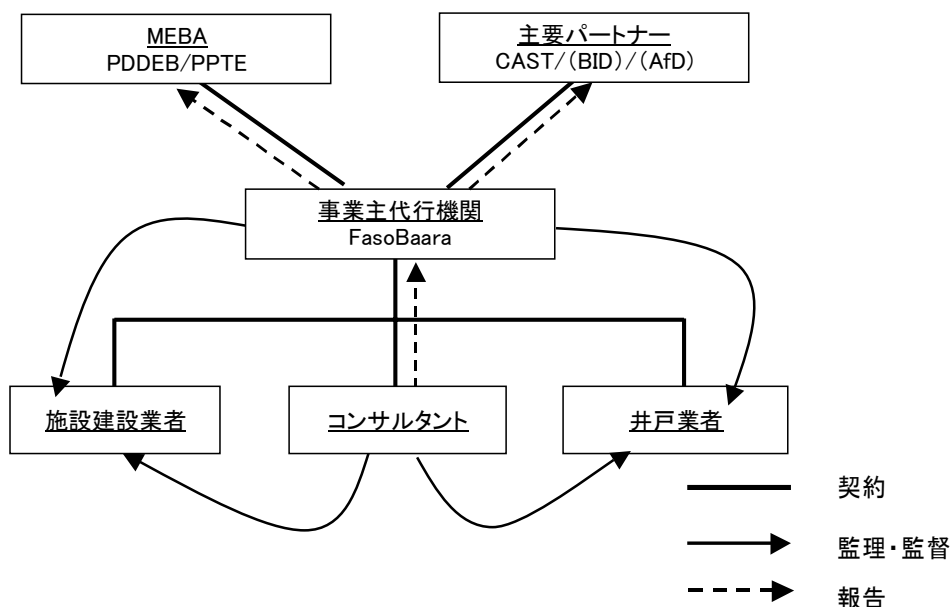 MEBA
PDDEB/PPTE
主要パートナー
CAST/(BID)/(AfD)
事業主代行機関
FasoBaara
施設建設業者
コンサルタント
井戸業者
契約
監理・監督
報告